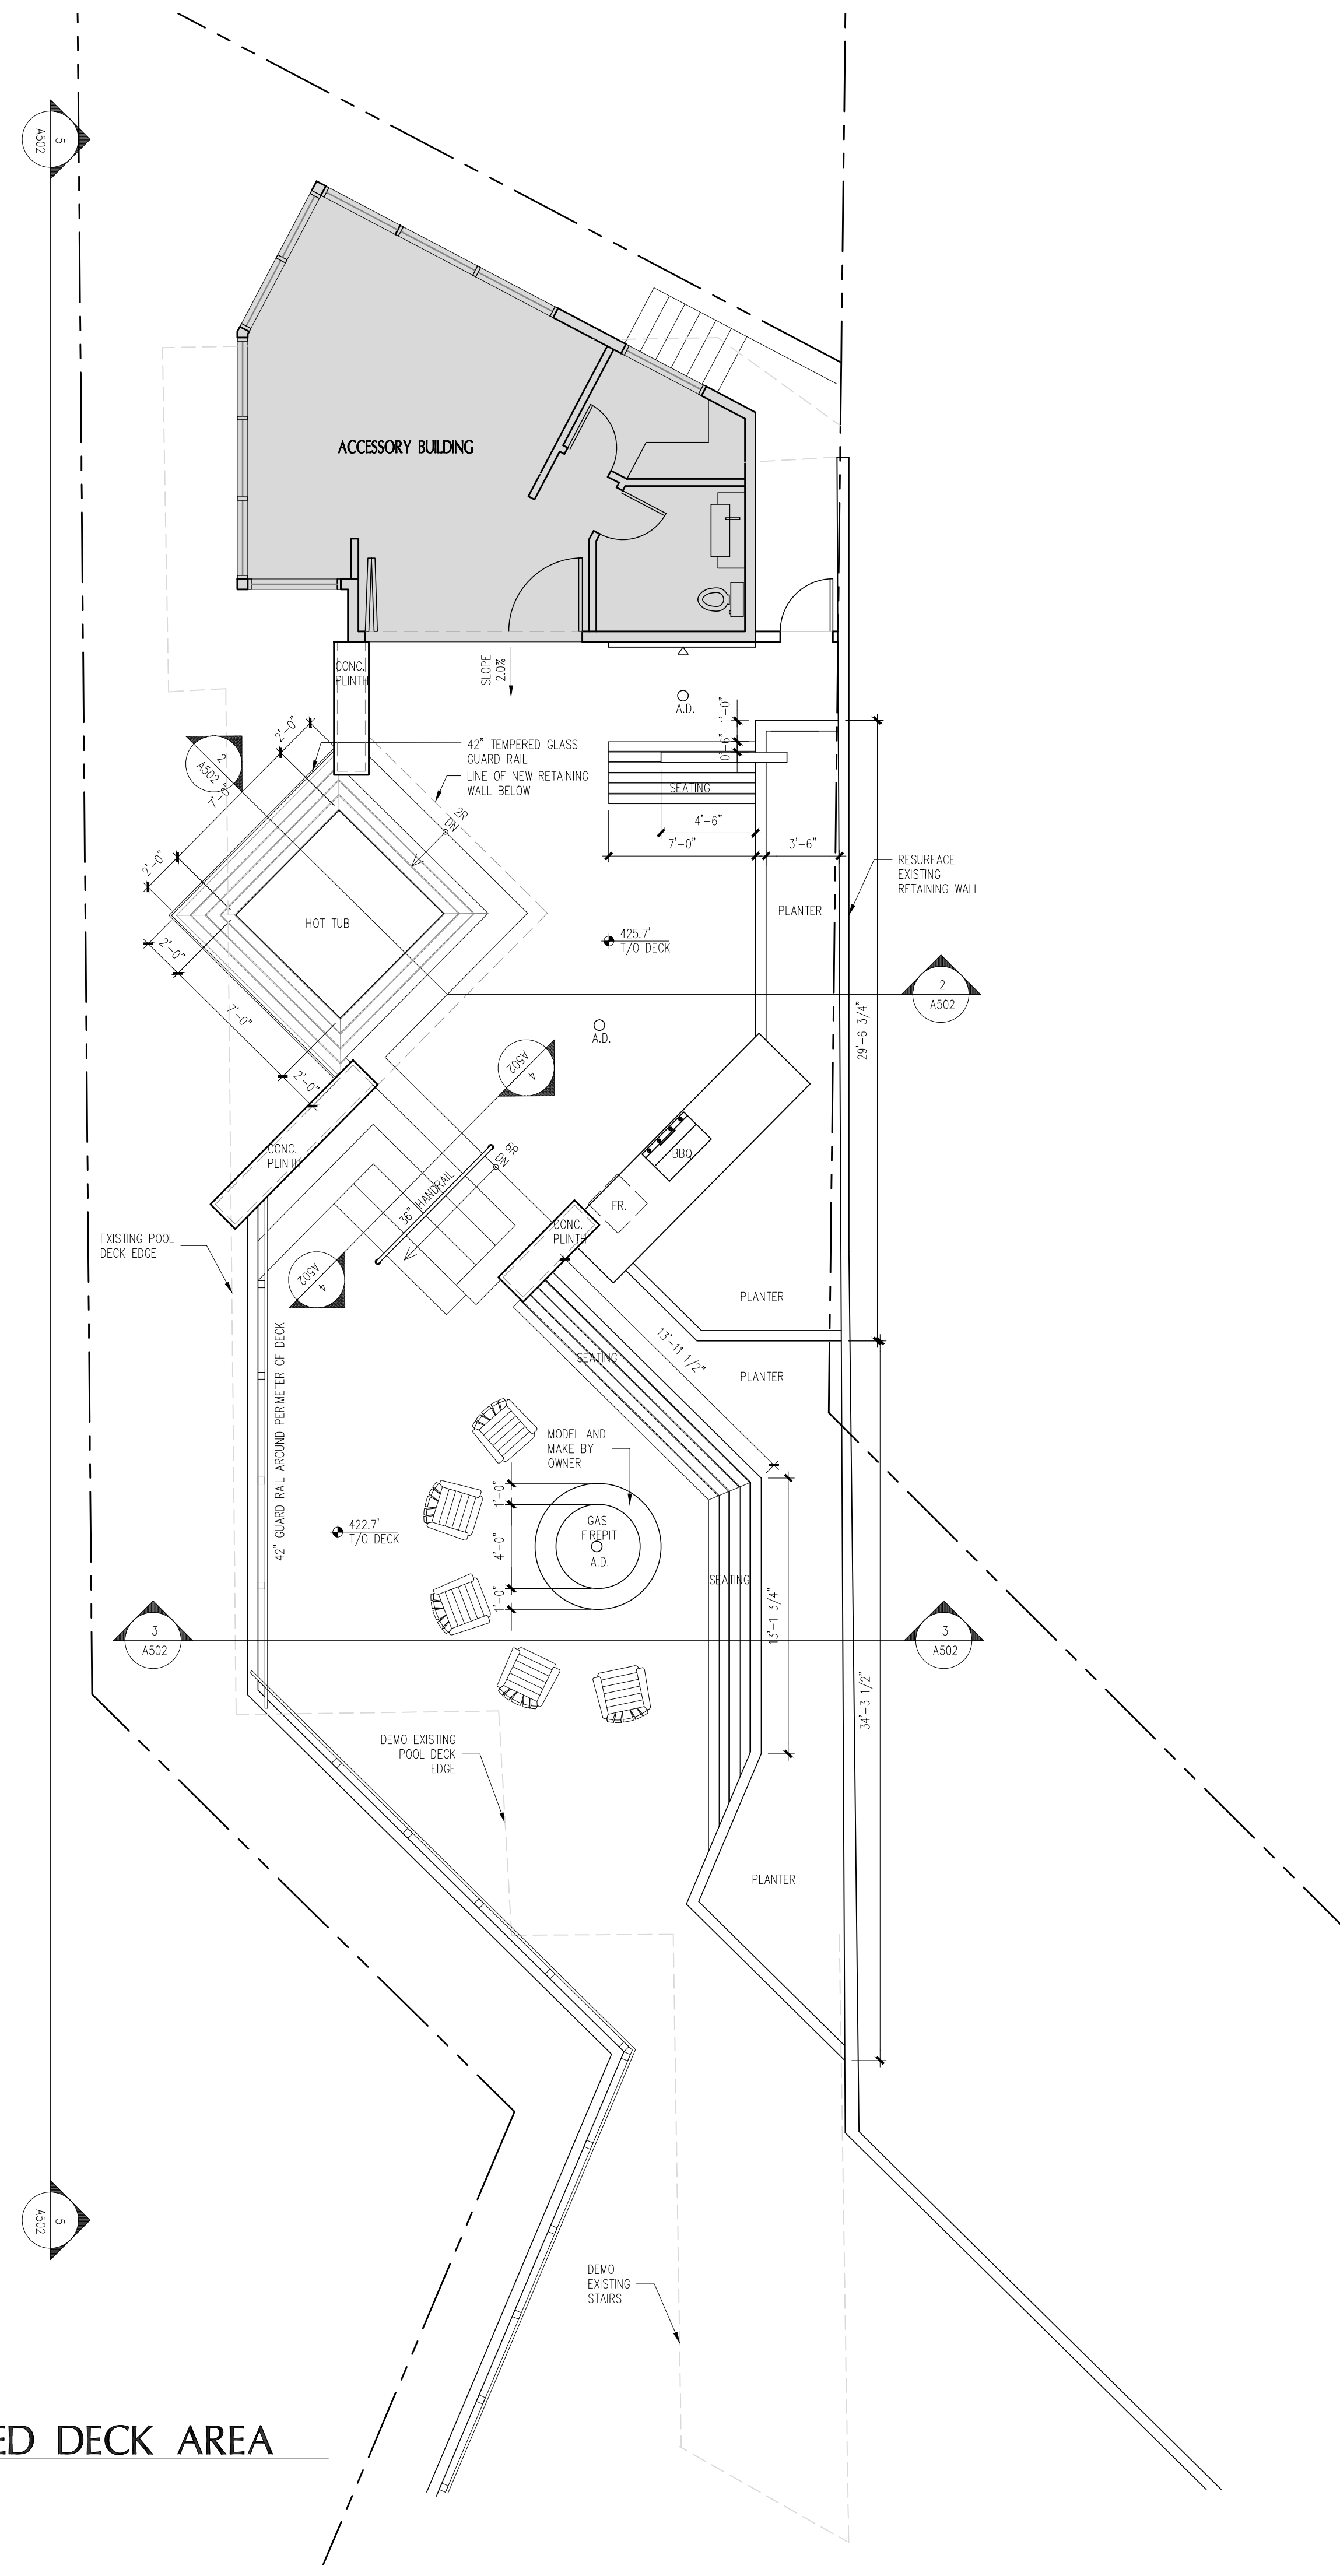 5
A502
ACCESSORY BUILDING
CONC.
PLINTH
SLOPE
2.0%
A.D.
1'-0"
0'-6"
2'-0"
2
A502
7'-0"
2'-0"
42" TEMPERED GLASS
GUARD RAIL
LINE OF NEW RETAINING
WALL BELOW
SEATING
4'-6"
7'-0"
3'-6"
2R
DN
RESURFACE
EXISTING
RETAINING WALL
PLANTER
HOT TUB
425.7'
T/O DECK
2'-0"
7'-0"
2'-0"
2
A502
29'-6 3/4"
A.D.
4
A502
CONC.
PLINTH
6R
DN
36" HANDRAIL
BBQ
FR.
CONC.
PLINTH
EXISTING POOL
DECK EDGE
4
A502
PLANTER
13'-11 1/2"
SEATING
PLANTER
42" GUARD RAIL AROUND PERIMETER OF DECK
MODEL AND
MAKE BY
OWNER
1'-0"
4'-0"
1'-0"
GAS
FIREPIT
A.D.
422.7'
T/O DECK
SEATING
13'-1 3/4"
3
A502
3
A502
34'-3 1/2"
DEMO EXISTING
POOL DECK
EDGE
PLANTER
5
A502
DEMO
EXISTING
STAIRS
ED DECK AREA